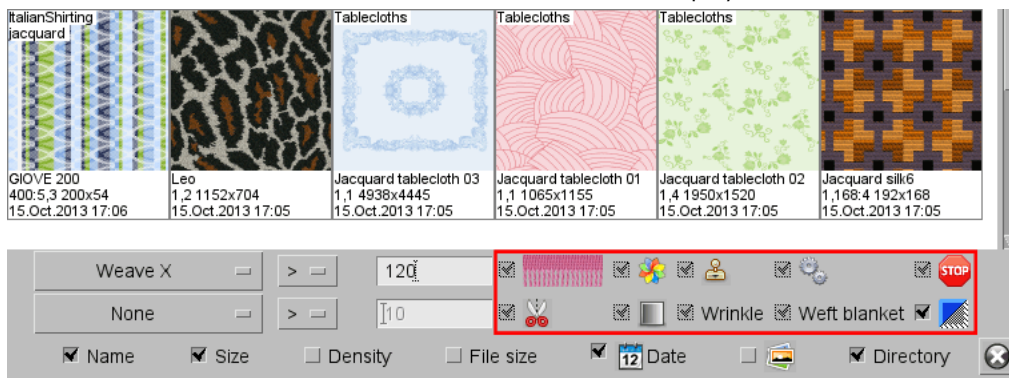 ItalianShirting Tablecloths Tablecloths Tablecloths
jacquard
GIOVE 200 Leo Jacquard tablecloth 03 Jacquard tablecloth 01 Jacquard tablecloth 02 Jacquard silk6
400:5,3 200x54 1,2 1152x704 1,1 4938x4445 1,1 1065x1155 1,4 1950x1520 1,168:4 192x168
15.Oct.2013 17:06 15.Oct.2013 17:05 15.Oct.2013 17:05 15.Oct.2013 17:05 15.Oct.2013 17:05 15.Oct.2013 17:05
Weave X > 120 STOP
None > 10 Wrinkle Weft blanket
Name Size Density File size 12 Date Directory